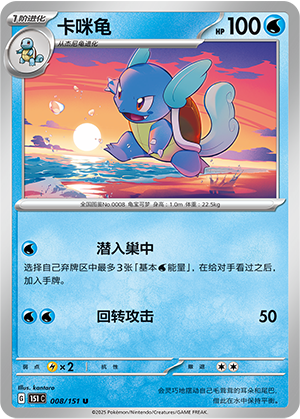 1阶进化
卡咪龟
HP 100
从杰尼龟进化
全国图鉴No.0008 龟宝可梦 身高：1.0m 体重：22.5kg
潜入巢中
选择自己弃牌区中最多3张「基本能量」，在给对手看过之后，
加入手牌。
回转攻击 50
弱点 ×2 抗性 撤退
Illus. kantaro
G 151 C 008/151 U
会灵巧地摆动自己毛茸茸的耳朵和尾巴，
借此在水中保持平衡。
©2025 Pokémon/Nintendo/Creatures/GAME FREAK.